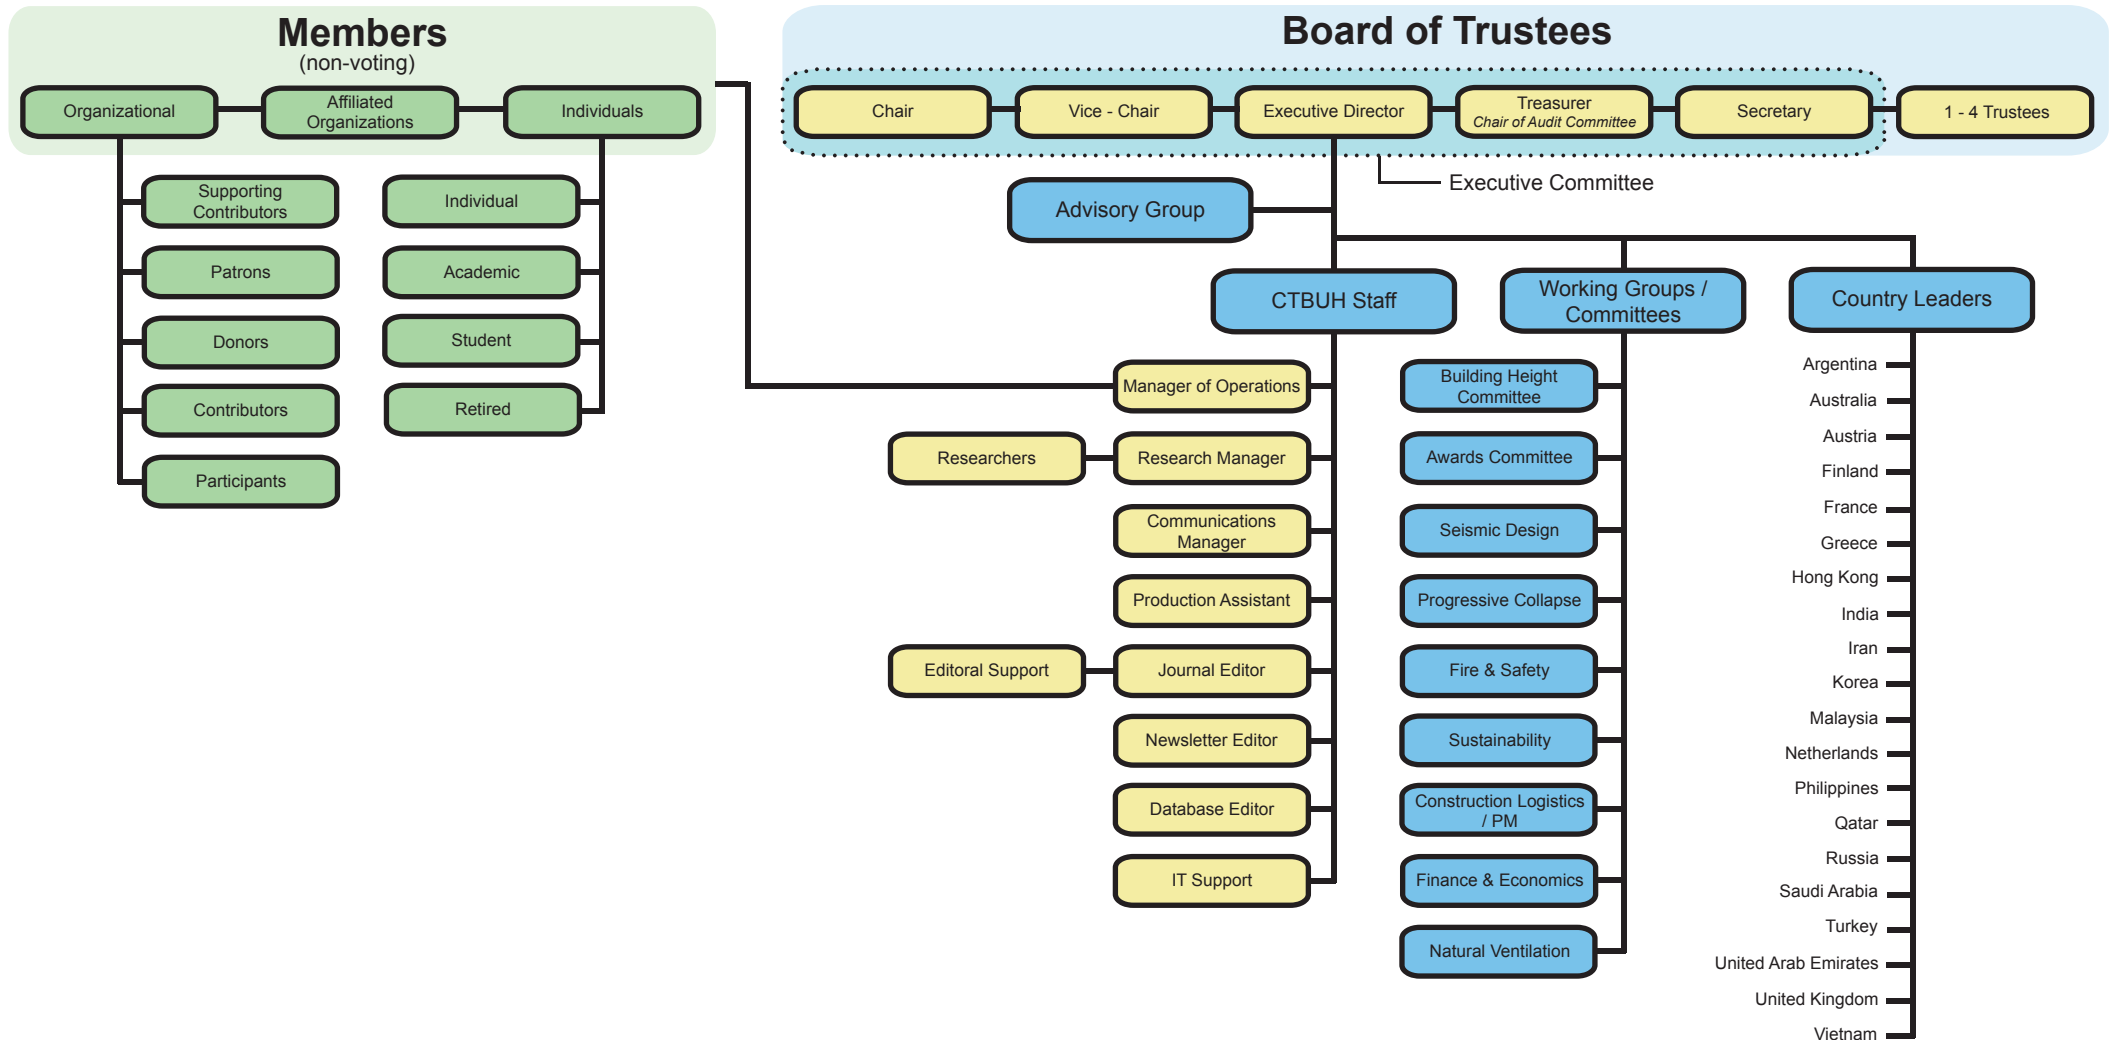 Members
(non-voting)
Organizational
Affiliated
Organizations
Individuals
Supporting
Contributors
Patrons
Donors
Contributors
Participants
Individual
Academic
Student
Retired
Board of Trustees
Chair
Vice - Chair
Executive Director
Treasurer
Chair of Audit Committee
Secretary
1 - 4 Trustees
Executive Committee
Advisory Group
CTBUH Staff
Working Groups /
Committees
Country Leaders
Manager of Operations
Researchers
Research Manager
Communications
Manager
Production Assistant
Editoral Support
Journal Editor
Newsletter Editor
Database Editor
IT Support
Building Height
Committee
Awards Committee
Seismic Design
Progressive Collapse
Fire & Safety
Sustainability
Construction Logistics
/ PM
Finance & Economics
Natural Ventilation
Argentina
Australia
Austria
Finland
France
Greece
Hong Kong
India
Iran
Korea
Malaysia
Netherlands
Philippines
Qatar
Russia
Saudi Arabia
Turkey
United Arab Emirates
United Kingdom
Vietnam